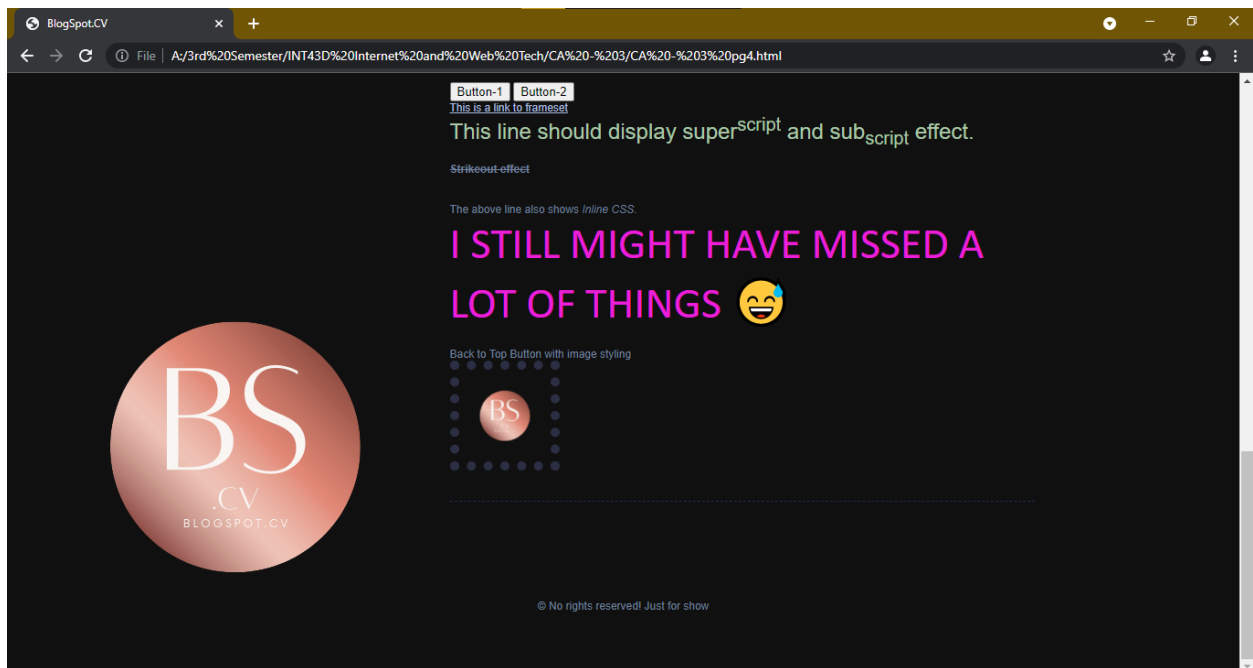 BlogSpot.CV
File | A:/3rd%20Semester/INT43D%20Internet%20and%20Web%20Tech/CA%20-%203/CA%20-%203%20pg4.html
Button-1 Button-2
This is a link to frameset
This line should display superscript and subscript effect.
Strikeout effect
The above line also shows Inline CSS.
I STILL MIGHT HAVE MISSED A
LOT OF THINGS 😅
Back to Top Button with image styling
BS
BS
.CV
BLOGSPOT.CV
© No rights reserved! Just for show